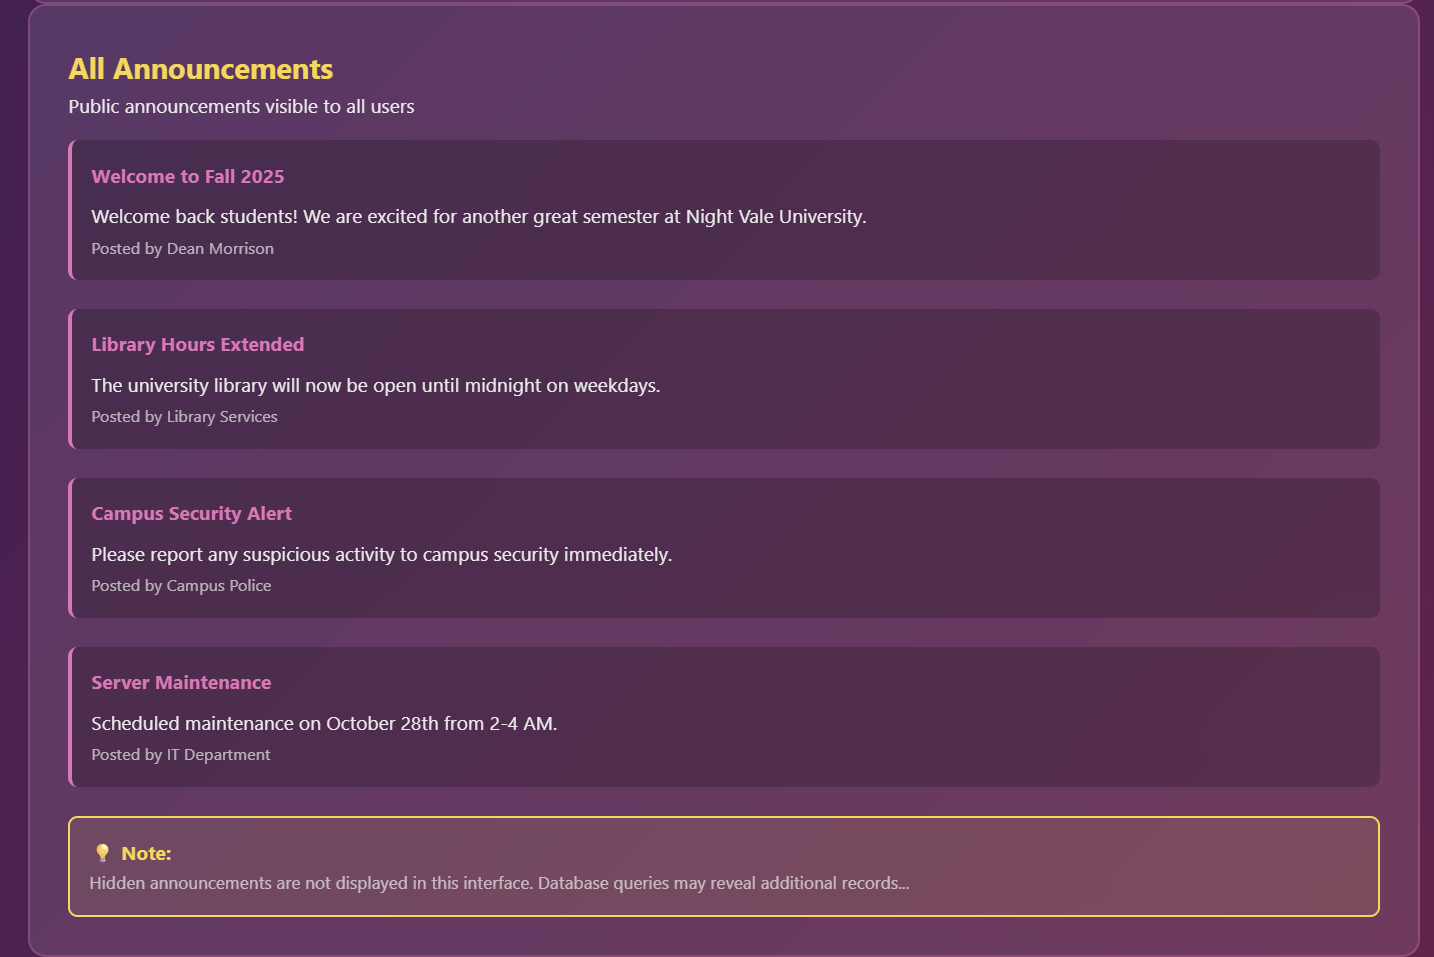 All Announcements
Public announcements visible to all users
Welcome to Fall 2025
Welcome back students! We are excited for another great semester at Night Vale University.
Posted by Dean Morrison
Library Hours Extended
The university library will now be open until midnight on weekdays.
Posted by Library Services
Campus Security Alert
Please report any suspicious activity to campus security immediately.
Posted by Campus Police
Server Maintenance
Scheduled maintenance on October 28th from 2-4 AM.
Posted by IT Department
💡 Note:
Hidden announcements are not displayed in this interface. Database queries may reveal additional records...